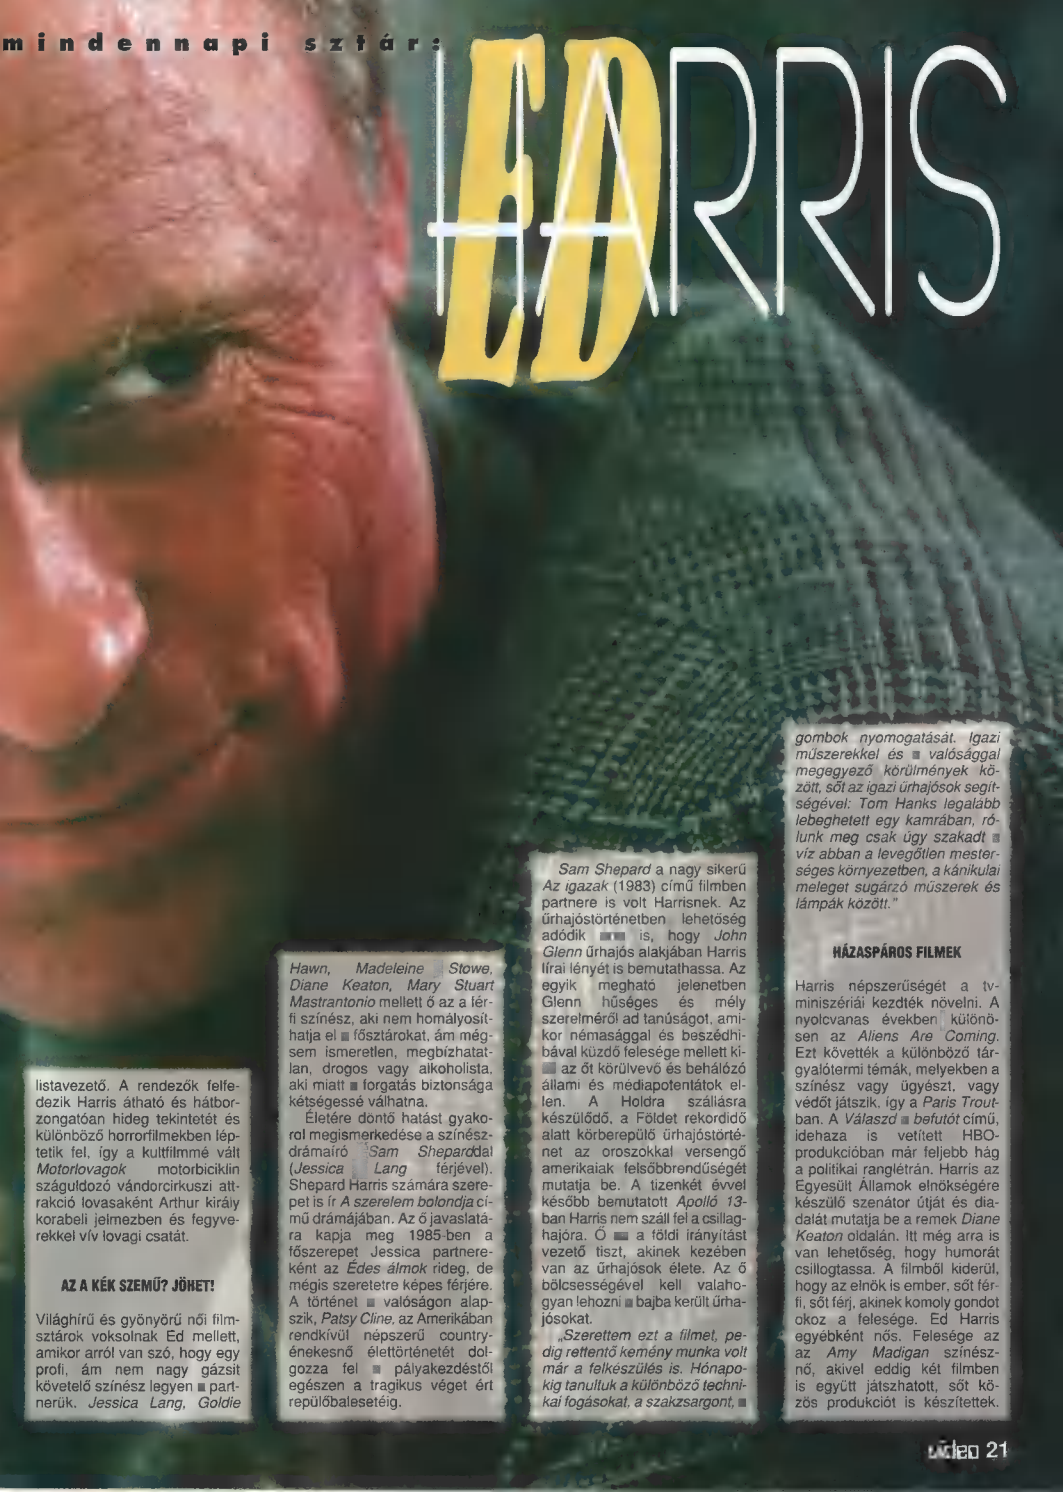 mindennapi sztár:
ED HARRIS
listavezető. A rendezők felfe-
dezik Harris átható és hátbor-
zongatóan hideg tekintetét és
különböző horrorfilmekben lép-
tetik fel, így a kultfilmmé vált
Motorlovagok motorbiciklin
száguldozó vándorcirkuszi att-
rakció lovasaként Arthur király
korabeli jelmezben és fegyve-
rekkel vív lovagi csatát.
AZ A KÉK SZEMŰ? JÖHET!
Világhírű és gyönyörű női film-
sztárok voksolnak Ed mellett,
amikor arról van szó, hogy egy
profi, ám nem nagy gázsit
követelő színész legyen part-
nerük. Jessica Lang, Goldie
Hawn, Madeleine Stowe,
Diane Keaton, Mary Stuart
Mastrantonio mellett ő az a fér-
fi színész, aki nem homályosít-
hatja el fősztárokat, ám még-
sem ismeretlen, megbízhatat-
lan, drogos vagy alkoholista,
aki miatt forgatás biztonsága
kétségessé válhatna.
Életére döntő hatást gyako-
rol megismerkedése a színész-
drámaíró Sam Sheparddal
(Jessica Lang férjével).
Shepard Harris számára szere-
pet is ír A szerelem bolondja cí-
mű drámájában. Az ő javaslatá-
ra kapja meg 1985-ben a
főszerepet Jessica partnere-
ként az Édes álmok rideg, de
mégis szeretetre képes férjére.
A történet valóságon alap-
szik, Patsy Cline, az Amerikában
rendkívül népszerű country-
énekesnő élettörténetét dol-
gozza fel pályakezdéstől
egészen a tragikus véget ért
repülőbalesetéig.
Sam Shepard a nagy sikerű
Az igazak (1983) című filmben
partnere is volt Harrisnek. Az
űrhajóstörténetben lehetőség
adódik is, hogy John
Glenn űrhajós alakjában Harris
lírai lényét is bemutathassa. Az
egyik megható jelenetben
Glenn hűséges és mély
szerelméről ad tanúságot, ami-
kor némasággal és beszédhi-
bával küzdő felesége mellett ki-
az őt körülvevő és behálózó
állami és médiapotentátok el-
len. A Holdra szállásra
készülődő, a Földet rekordidő
alatt körberepülő űrhajóstörté-
net az oroszokkal versengő
amerikaiak felsőbbrendűségét
mutatja be. A tizenkét évvel
később bemutatott Apolló 13-
ban Harris nem száll fel a csillag-
hajóra. Ő a földi irányítást
vezető tiszt, akinek kezében
van az űrhajósok élete. Az ő
bölcsességével kell valaho-
gyan lehozni bajba került űrha-
jósokat.
„Szerettem ezt a filmet, pe-
dig rettentő kemény munka volt
már a felkészülés is. Hónapo-
kig tanultuk a különböző techni-
kai fogásokat, a szakzsargont,
gombok nyomogatását. Igazi
műszerekkel és valósággal
megegyező körülmények kö-
zött, sőt az igazi űrhajósok segít-
ségével: Tom Hanks legalább
lebeghetett egy kamrában, ró-
lunk meg csak úgy szakadt
víz abban a levegőtlen mester-
séges környezetben, a kánikulai
meleget sugárzó műszerek és
lámpák között."
HÁZASPÁROS FILMEK
Harris népszerűségét a tv-
miniszériái kezdték növelni. A
nyolcvanas években különö-
sen az Aliens Are Coming.
Ezt követték a különböző tár-
gyalótermi témák, melyekben a
színész vagy ügyészt, vagy
védőt játszik, így a Paris Trout-
ban. A Válaszd befutót című,
idehaza is vetített HBO-
produkcióban már feljebb hág
a politikai ranglétrán. Harris az
Egyesült Államok elnökségére
készülő szenátor útját és dia-
dalát mutatja be a remek Diane
Keaton oldalán. Itt még arra is
van lehetőség, hogy humorát
csillogtassa. A filmből kiderül,
hogy az elnök is ember, sőt fér-
fi, sőt férj, akinek komoly gondot
okoz a felesége. Ed Harris
egyébként nős. Felesége az
az Amy Madigan színész-
nő, akivel eddig két filmben
is együtt játszhatott, sőt kö-
zös produkciót is készítettek.
video 21